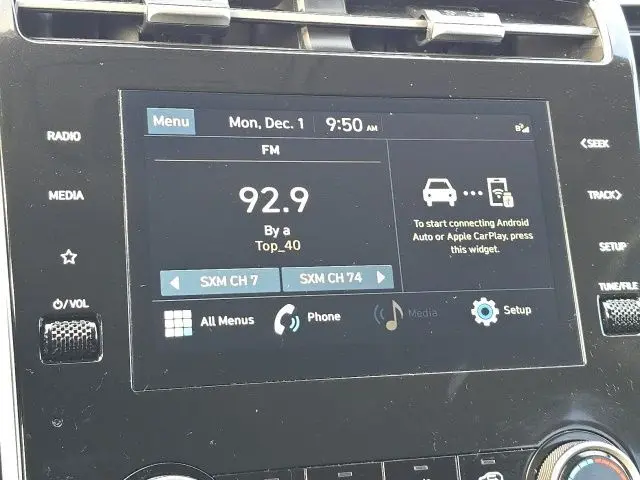 Menu Mon, Dec. 1 9:50 AM
RADIO
MEDIA
/VOL
FM
92.9
By a
Top_40
SXM CH 7
SXM CH 74
To start connecting Android
Auto or Apple CarPlay, press
this widget.
All Menus
Phone
Media
Setup
<SEEK
TRACK>
SETUP
TUNE/FILE